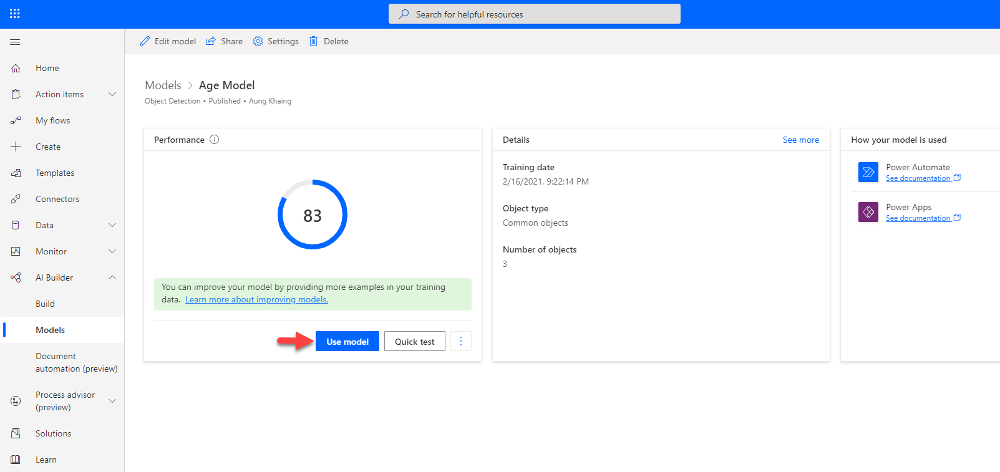 Search for helpful resources
Edit model
Share
Settings
Delete
Home
Action items
My flows
Create
Templates
Connectors
Data
Monitor
AI Builder
Build
Models
Document
automation (preview)
Process advisor
(preview)
Solutions
Learn
Models > Age Model
Object Detection • Published • Aung Khaing
Performance
83
You can improve your model by providing more examples in your training
data. Learn more about improving models.
Use model
Quick test
Details
See more
Training date
2/16/2021, 9:22:14 PM
Object type
Common objects
Number of objects
3
How your model is used
Power Automate
See documentation
Power Apps
See documentation